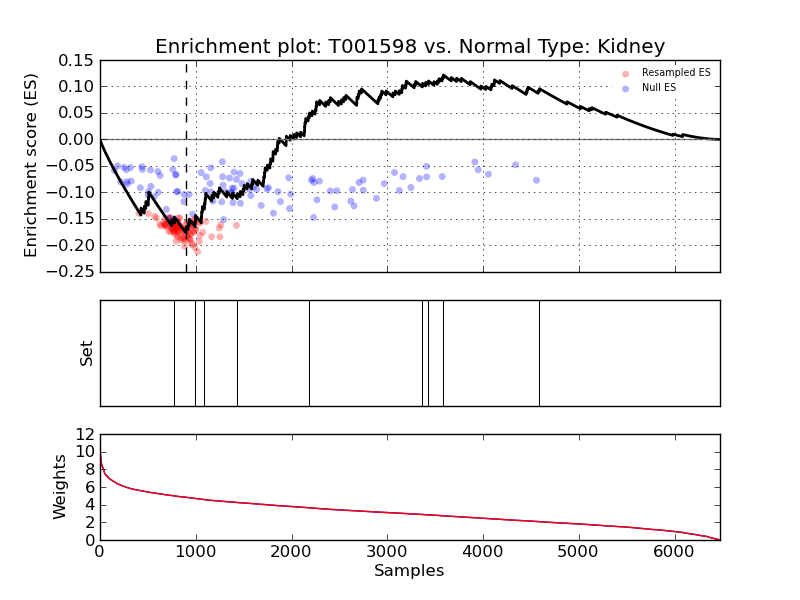 Enrichment plot: T001598 vs. Normal Type: Kidney
Enrichment score (ES)
0.15
0.10
0.05
0.00
−0.05
−0.10
−0.15
−0.20
−0.25
Resampled ES
Null ES
Set
Weights
12
10
8
6
4
2
0
0 1000 2000 3000 4000 5000 6000
Samples